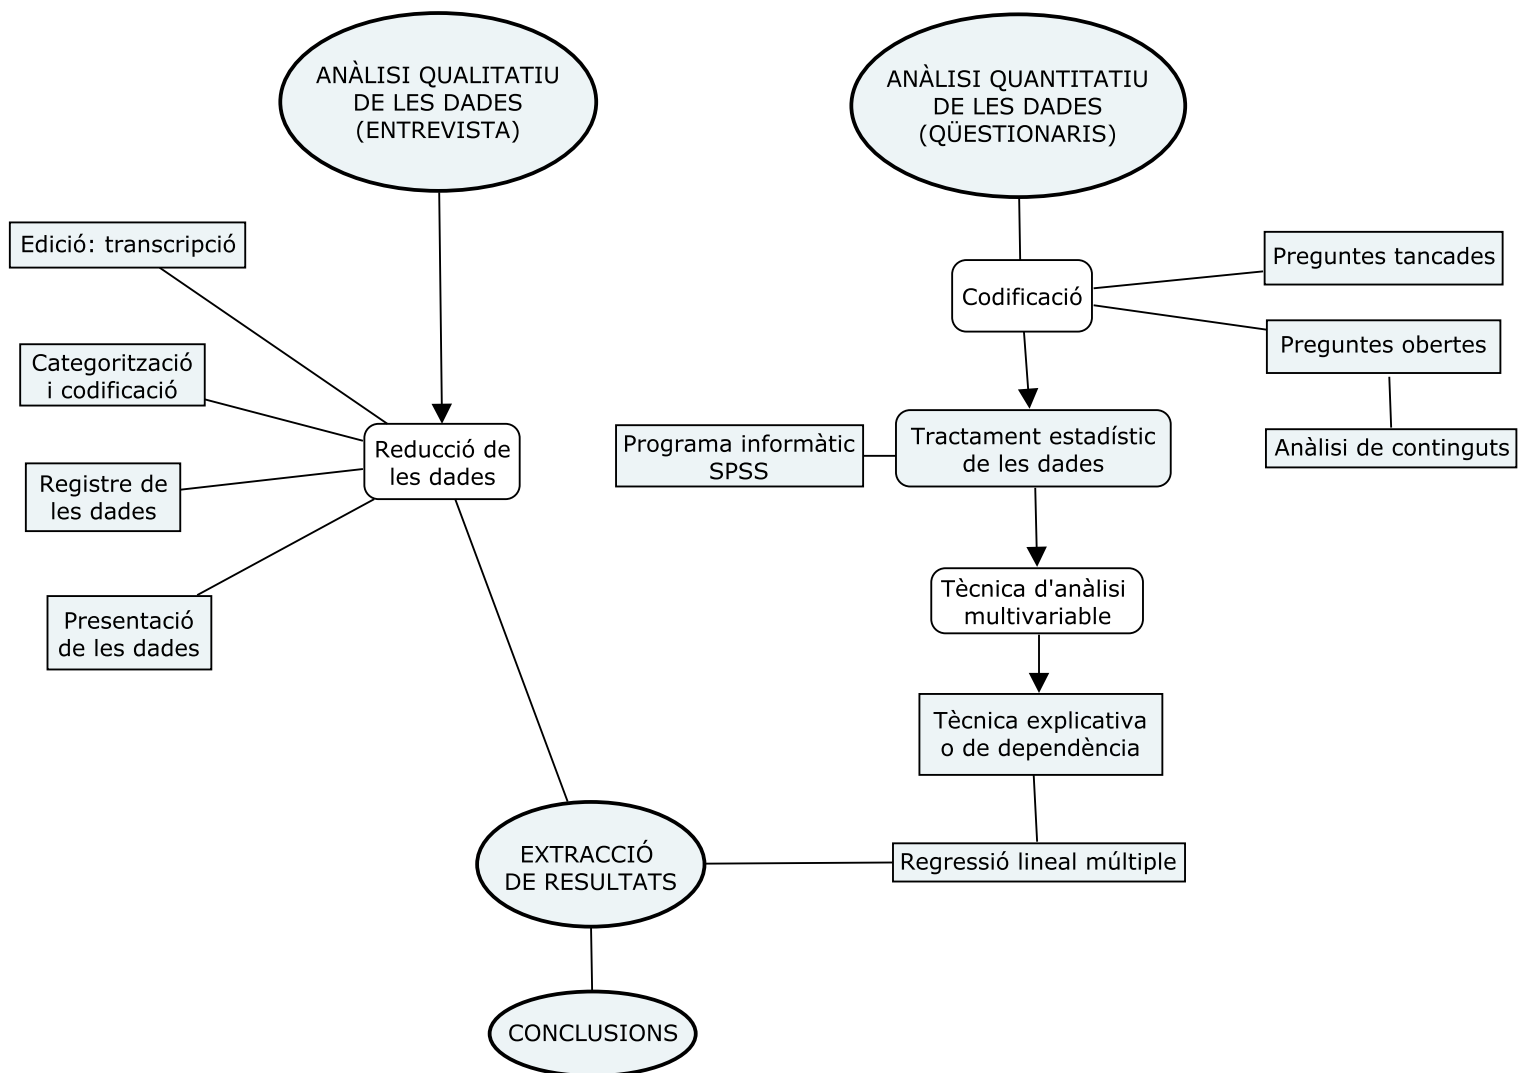 ANÀLISI QUALITATIU
DE LES DADES
(ENTREVISTA)
ANÀLISI QUANTITATIU
DE LES DADES
(QÜESTIONARIS)
Edició: transcripció
Categorització
i codificació
Registre de
les dades
Presentació
de les dades
Reducció de
les dades
Codificació
Preguntes tancades
Preguntes obertes
Anàlisi de continguts
Programa informàtic
SPSS
Tractament estadístic
de les dades
Tècnica d'anàlisi
multivariable
Tècnica explicativa
o de dependència
Regressió lineal múltiple
EXTRACCIÓ
DE RESULTATS
CONCLUSIONS